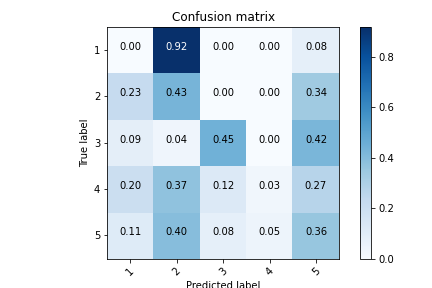 Confusion matrix
1 0.00 0.92 0.00 0.00 0.08
2 0.23 0.43 0.00 0.00 0.34
3 0.09 0.04 0.45 0.00 0.42
4 0.20 0.37 0.12 0.03 0.27
5 0.11 0.40 0.08 0.05 0.36
1 2 3 4 5
True label
Predicted label
0.8
0.6
0.4
0.2
0.0